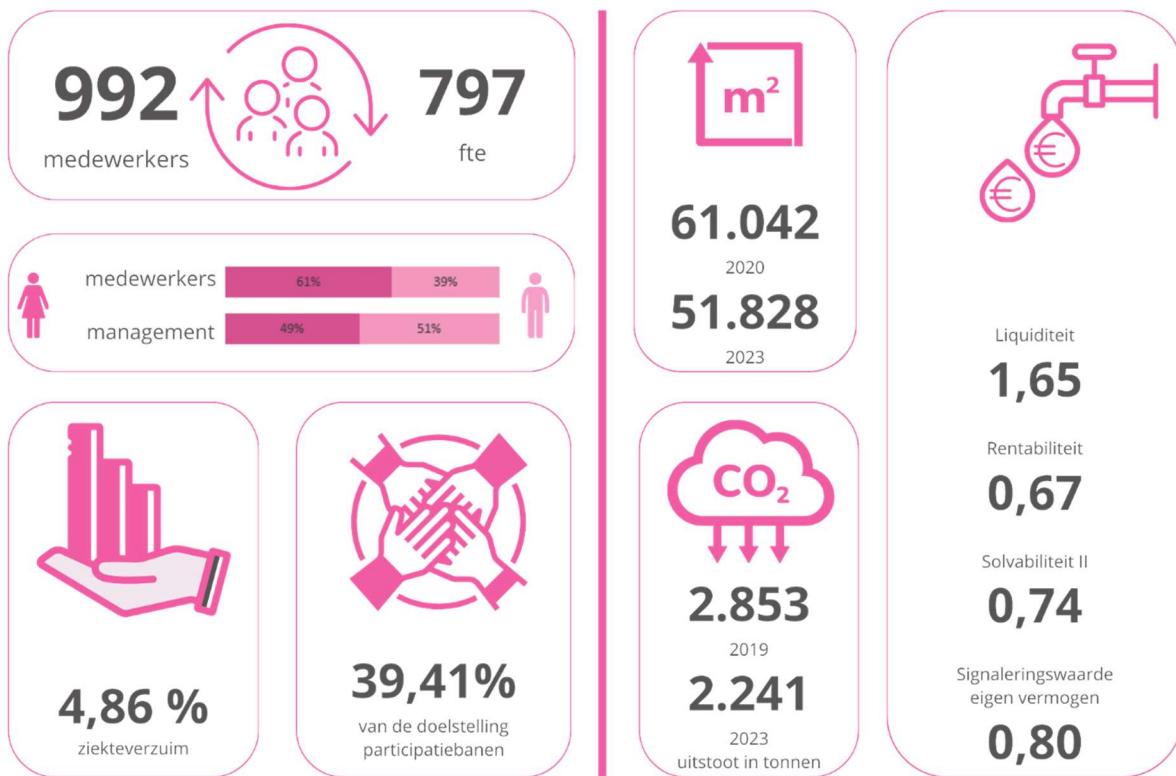 992
medewerkers
797
fte
medewerkers 61% 39%
management 49% 51%
4,86 %
ziekteverzuim
39,41%
van de doelstelling
participatiebanen
m²
61.042
2020
51.828
2023
CO₂
2.853
2019
2.241
2023
uitstoot in tonnen
€
€
Liquiditeit
1,65
Rentabiliteit
0,67
Solvabiliteit II
0,74
Signaleringswaarde
eigen vermogen
0,80